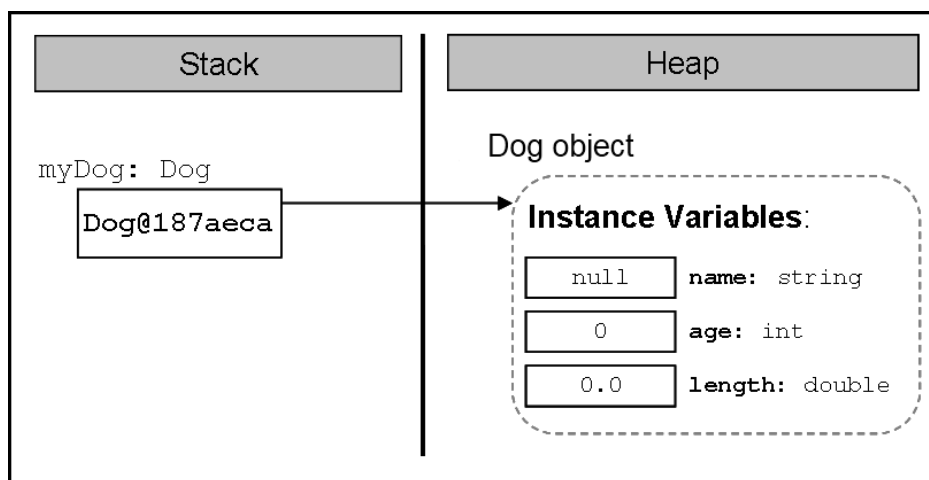 Stack
Heap
myDog: Dog
Dog@187aeca
Dog object
Instance Variables:
null name: string
0 age: int
0.0 length: double